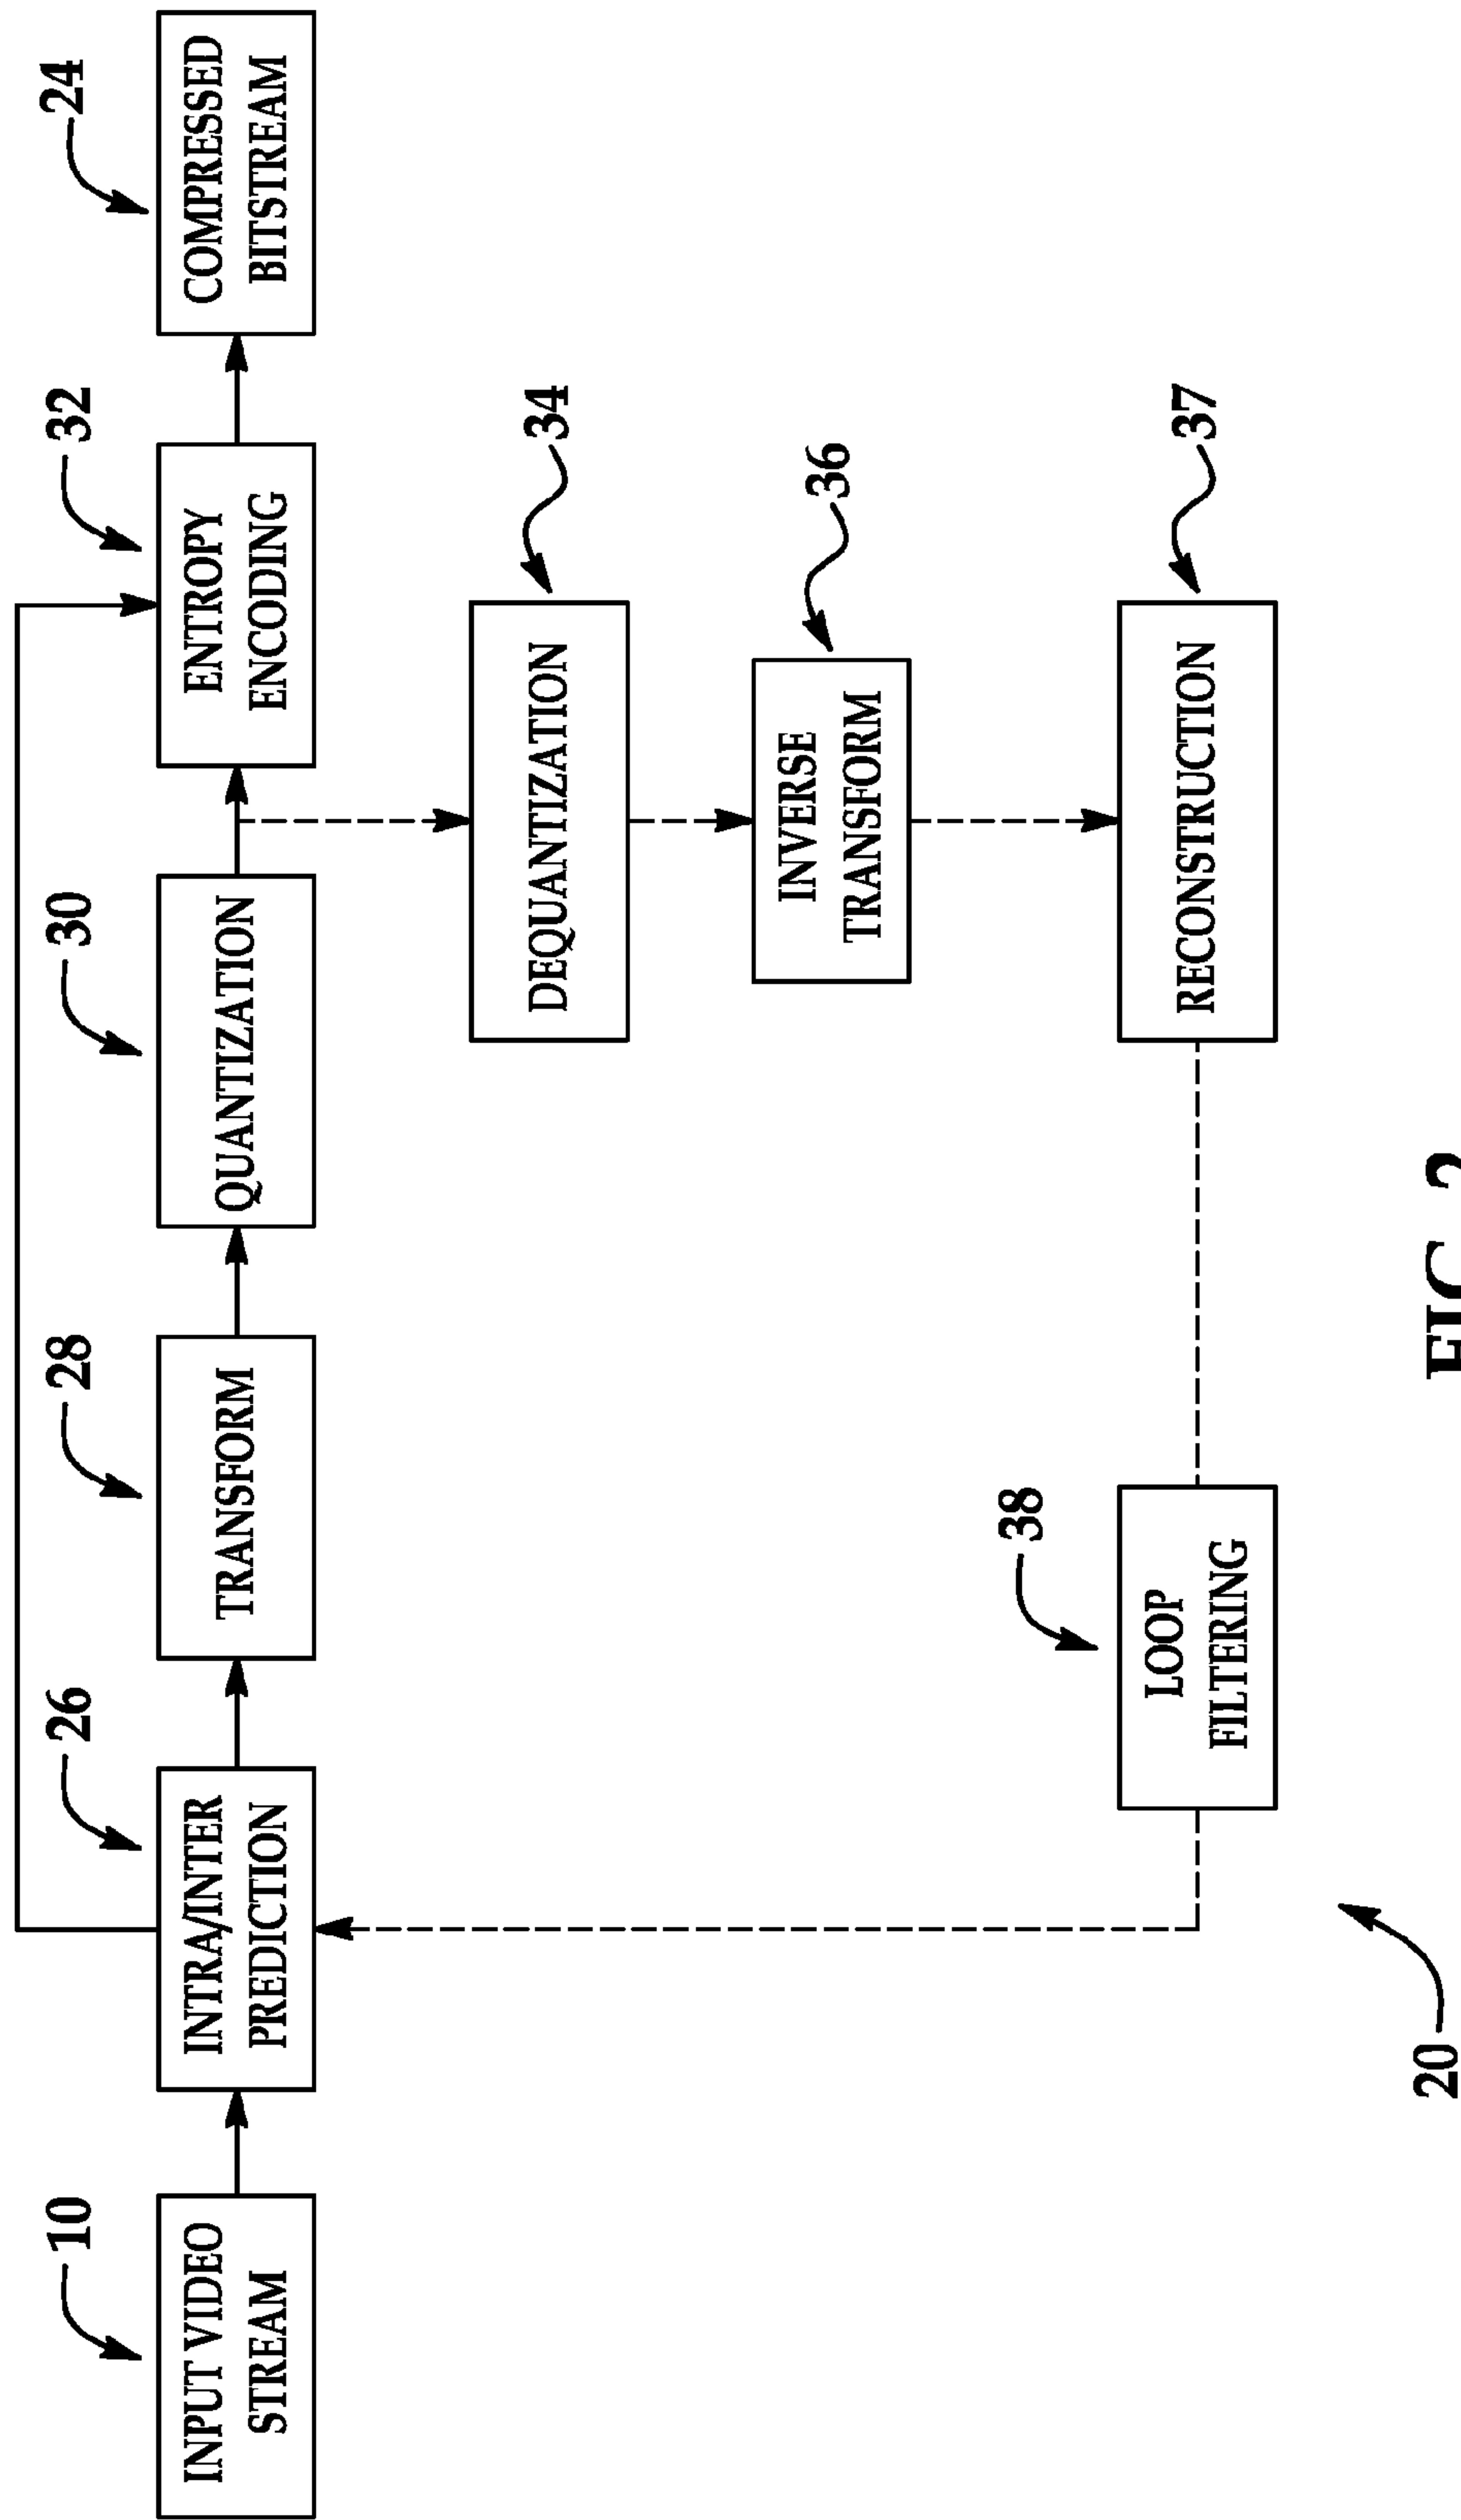 10
INPUT VIDEO
STREAM
26
INTRA/INTER
PREDICTION
28
TRANSFORM
30
QUANTIZATION
32
ENTROPY
ENCODING
24
COMPRESSED
BITSTREAM
34
DEQUANTIZATION
36
INVERSE
TRANSFORM
37
RECONSTRUCTION
38
LOOP
FILTERING
20